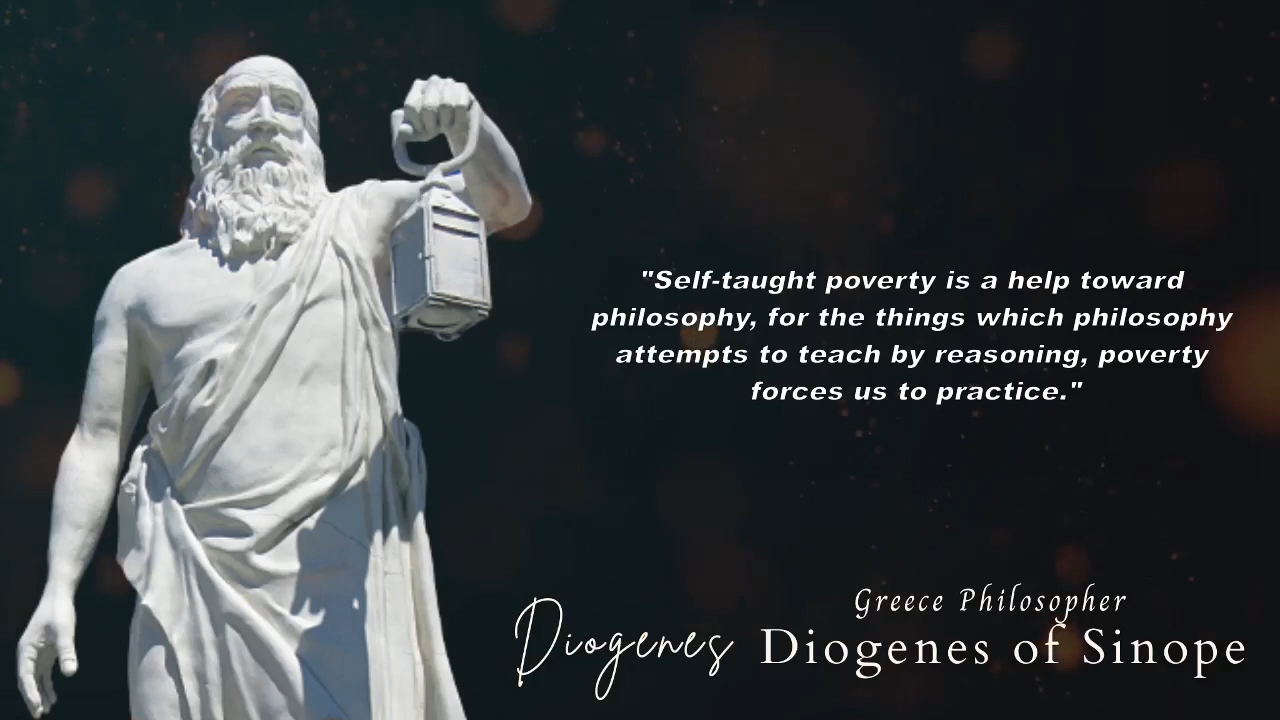 "Self-taught poverty is a help toward
philosophy, for the things which philosophy
attempts to teach by reasoning, poverty
forces us to practice."
Greece Philosopher
Diogenes Diogenes of Sinope